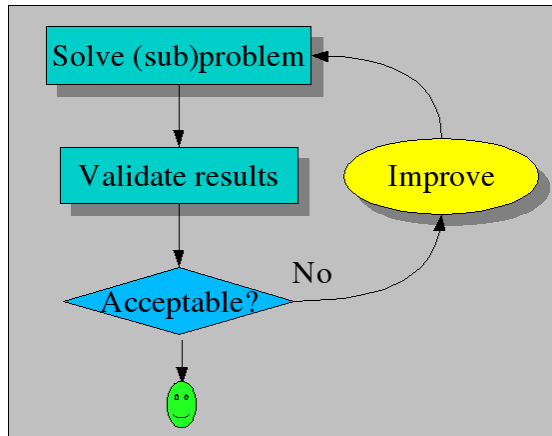 Solve (sub)problem
Validate results
Improve
No
Acceptable?